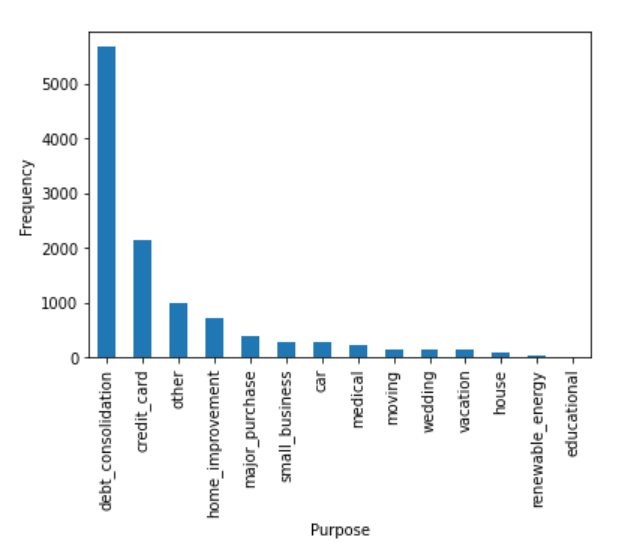 5000
4000
3000
2000
1000
0
Frequency
debt_consolidation
credit_card
other
home_improvement
major_purchase
small_business
car
medical
moving
wedding
vacation
house
renewable_energy
educational
Purpose